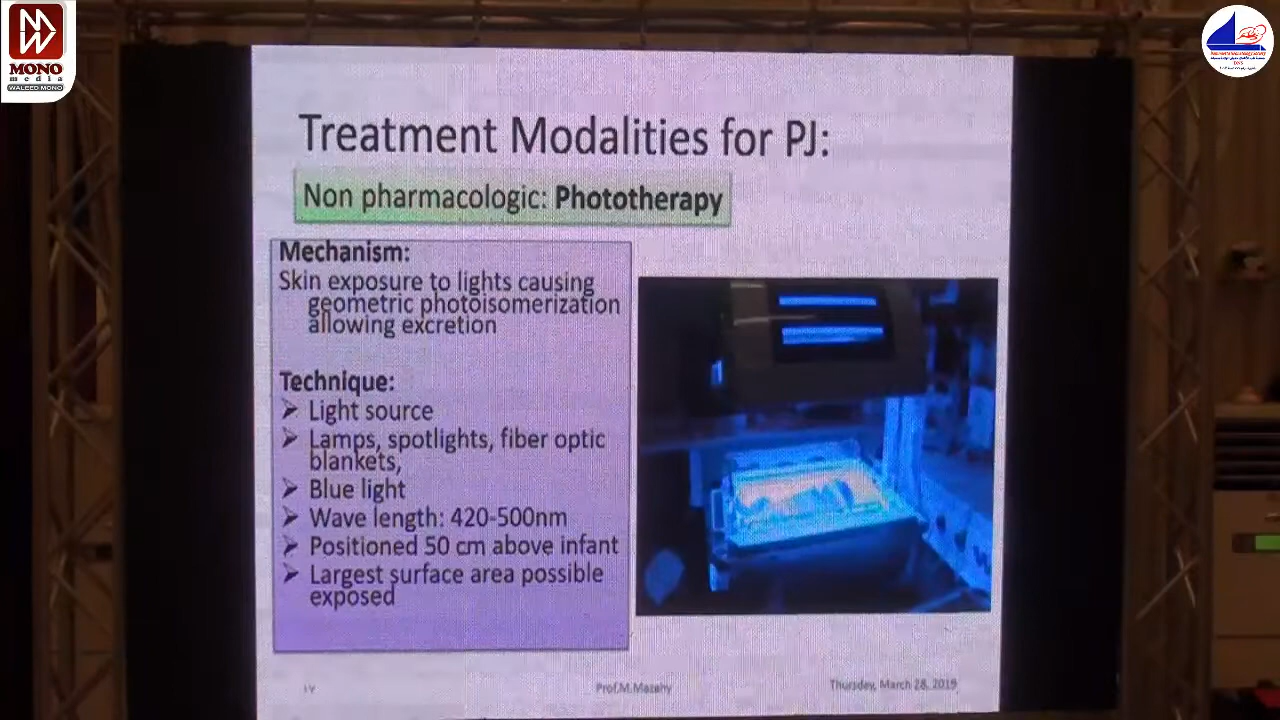 MONO
media
WALEED MONO
DNS
Treatment Modalities for PJ:
Non pharmacologic: Phototherapy
Mechanism:
Skin exposure to lights causing
geometric photoisomerization
allowing excretion
Technique:
➢ Light source
➢ Lamps, spotlights, fiber optic
blankets,
➢ Blue light
➢ Wave length: 420-500nm
➢ Positioned 50 cm above infant
➢ Largest surface area possible
exposed
١٧
Prof.M.Mazahy
Thursday, March 28, 2019